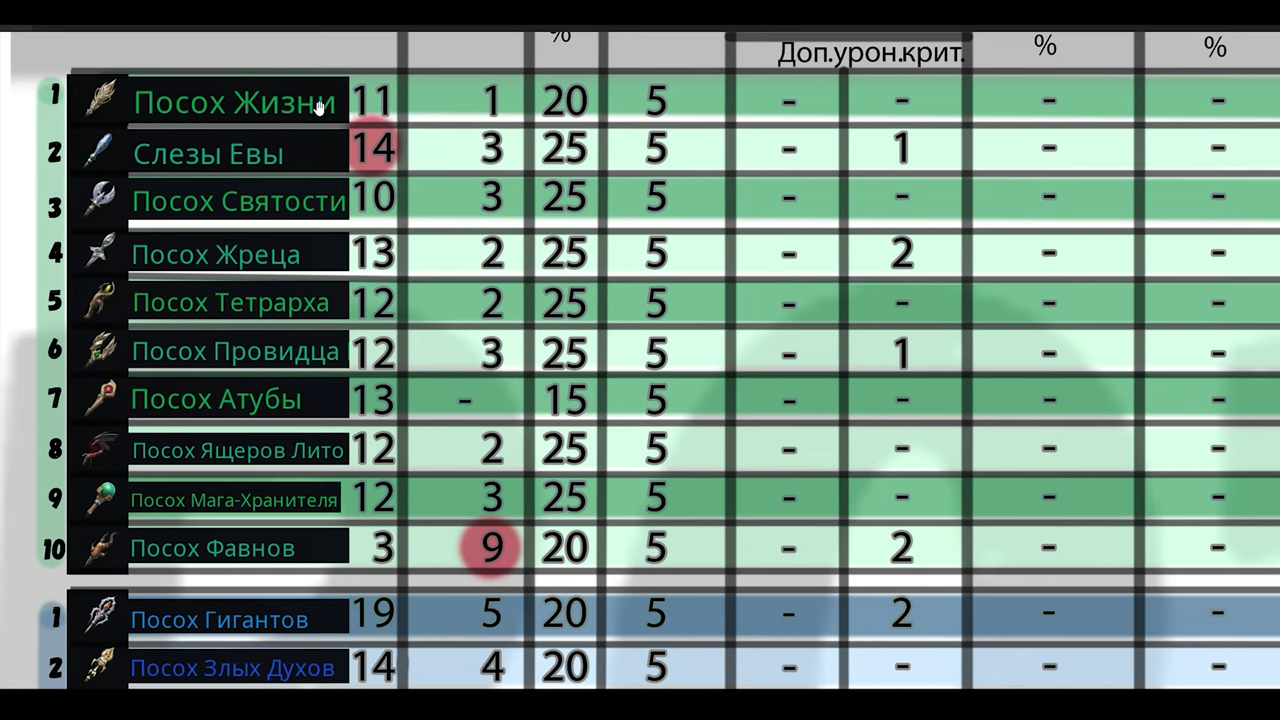 %
Доп.урон.крит. % %
1 Посох Жизни 11 1 20 5 - - - -
2 Слезы Евы 14 3 25 5 - 1 - -
3 Посох Святости 10 3 25 5 - - - -
4 Посох Жреца 13 2 25 5 - 2 - -
5 Посох Тетрарха 12 2 25 5 - - - -
6 Посох Провидца 12 3 25 5 - 1 - -
7 Посох Атубы 13 - 15 5 - - - -
8 Посох Ящеров Лито 12 2 25 5 - - - -
9 Посох Мага-Хранителя 12 3 25 5 - - - -
10 Посох Фавнов 3 9 20 5 - 2 - -
1 Посох Гигантов 19 5 20 5 - 2 - -
2 Посох Злых Духов 14 4 20 5 - - - -